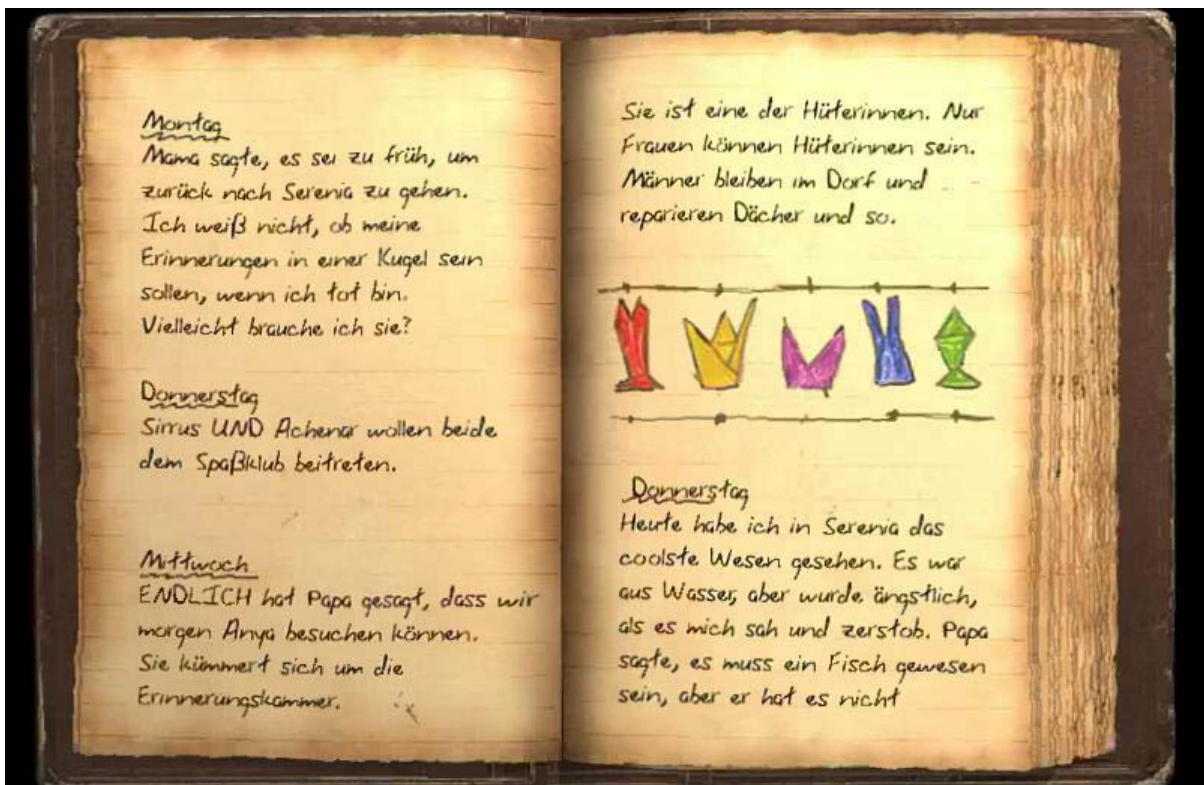 Montag
Mama sagte, es sei zu früh, um
zurück nach Serenia zu gehen.
Ich weiß nicht, ob meine
Erinnerungen in einer Kugel sein
sollen, wenn ich tot bin.
Vielleicht brauche ich sie?
Donnerstag
Sirrus UND Achenar wollen beide
dem Spaßklub beitreten.
Mittwoch
ENDLICH hat Papa gesagt, dass wir
morgen Anya besuchen können.
Sie kümmert sich um die
Erinnerungskammer.
Sie ist eine der Hüterinnen. Nur
Frauen können Hüterinnen sein.
Männer bleiben im Dorf und
reparieren Dächer und so.
Donnerstag
Heute habe ich in Serenia das
coolste Wesen gesehen. Es war
aus Wasser, aber wurde ängstlich,
als es mich sah und zerstob. Papa
sagte, es muss ein Fisch gewesen
sein, aber er hat es nicht